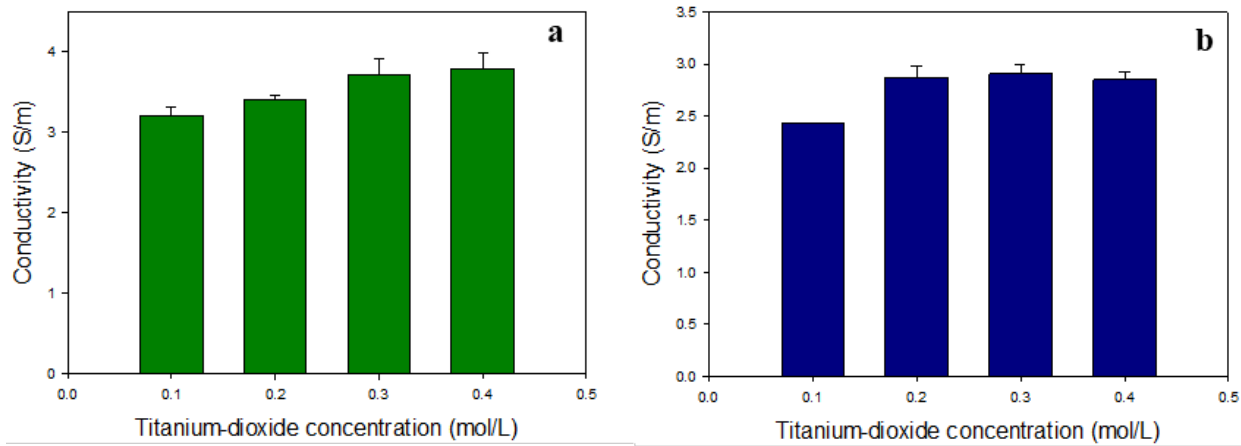 a
4
3
2
1
0
Conductivity (S/m)
0.0 0.1 0.2 0.3 0.4 0.5
Titanium-dioxide concentration (mol/L)
b
3.5
3.0
2.5
2.0
1.5
1.0
0.5
0.0
Conductivity (S/m)
0.0 0.1 0.2 0.3 0.4 0.5
Titanium-dioxide concentration (mol/L)